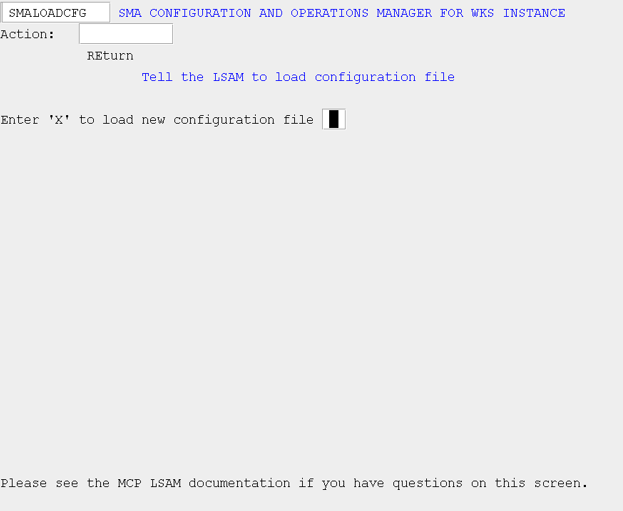 SMALOADCFG SMA CONFIGURATION AND OPERATIONS MANAGER FOR WKS INSTANCE
Action:
REturn
Tell the LSAM to load configuration file
Enter 'X' to load new configuration file
Please see the MCP LSAM documentation if you have questions on this screen.